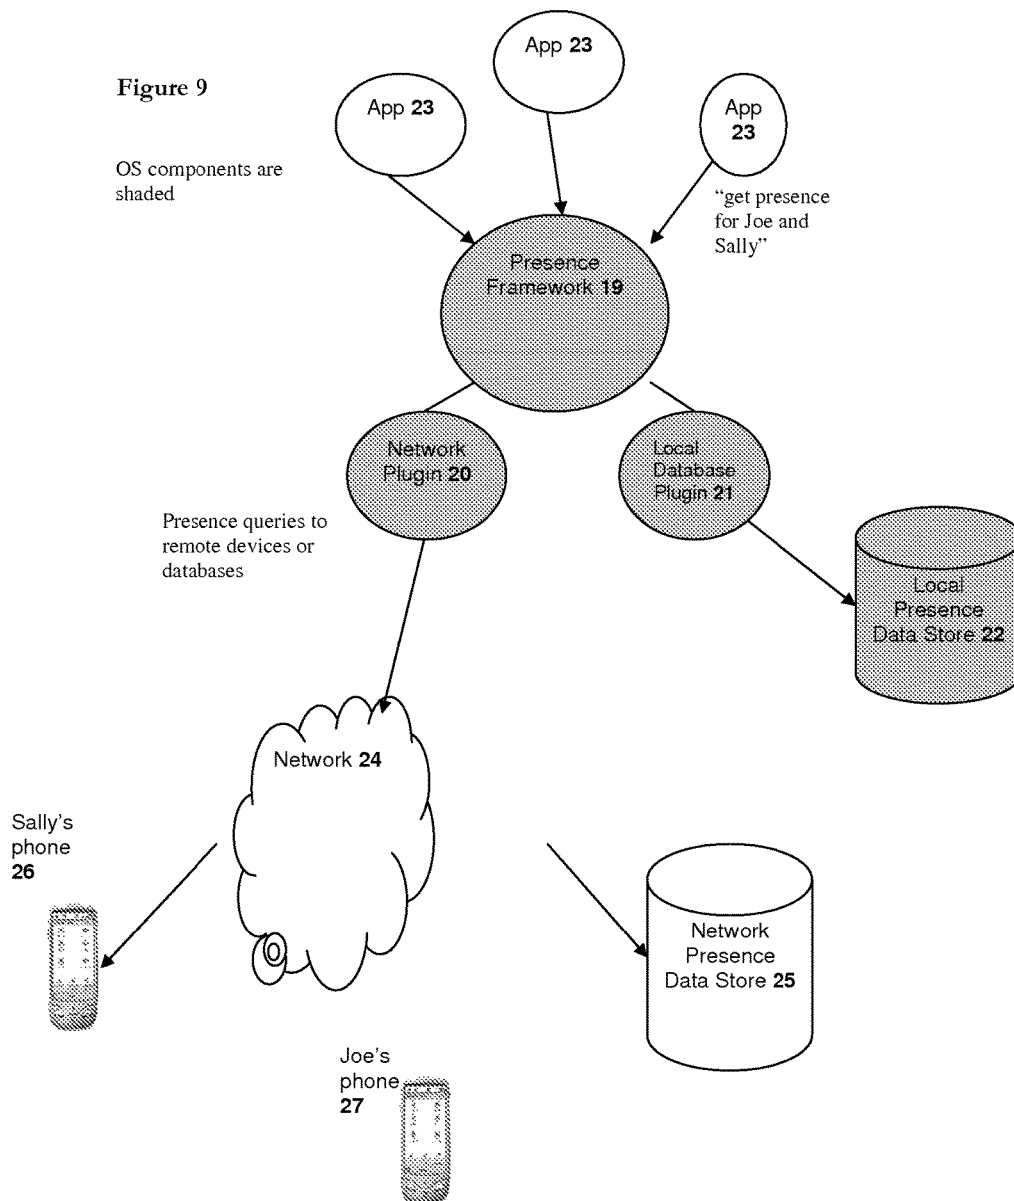 Figure 9
App 23
App 23
App
23
OS components are
shaded
"get presence
for Joe and
Sally"
Presence
Framework 19
Network
Plugin 20
Local
Database
Plugin 21
Presence queries to
remote devices or
databases
Local
Presence
Data Store 22
Network 24
Sally's
phone
26
Network
Presence
Data Store 25
Joe's
phone
27